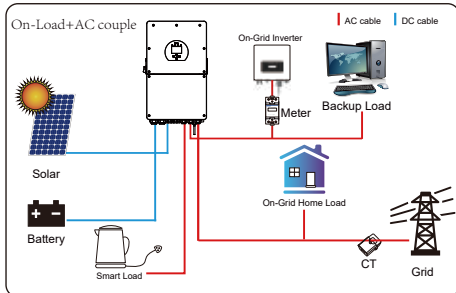 On-Load+AC couple
AC cable
DC cable
On-Grid Inverter
Meter
Backup Load
Solar
On-Grid Home Load
Battery
Smart Load
CT
Grid